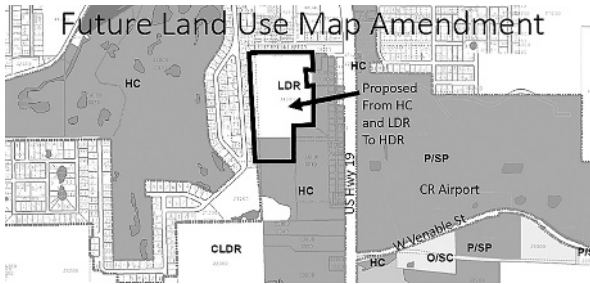 Future Land Use Map Amendment
HC
LDR
HC
Proposed
From HC
and LDR
To HDR
P/SP
CR Airport
HC
US Hwy 19
W Venable St
CLDR
HC
O/SC
P/SP
P/S